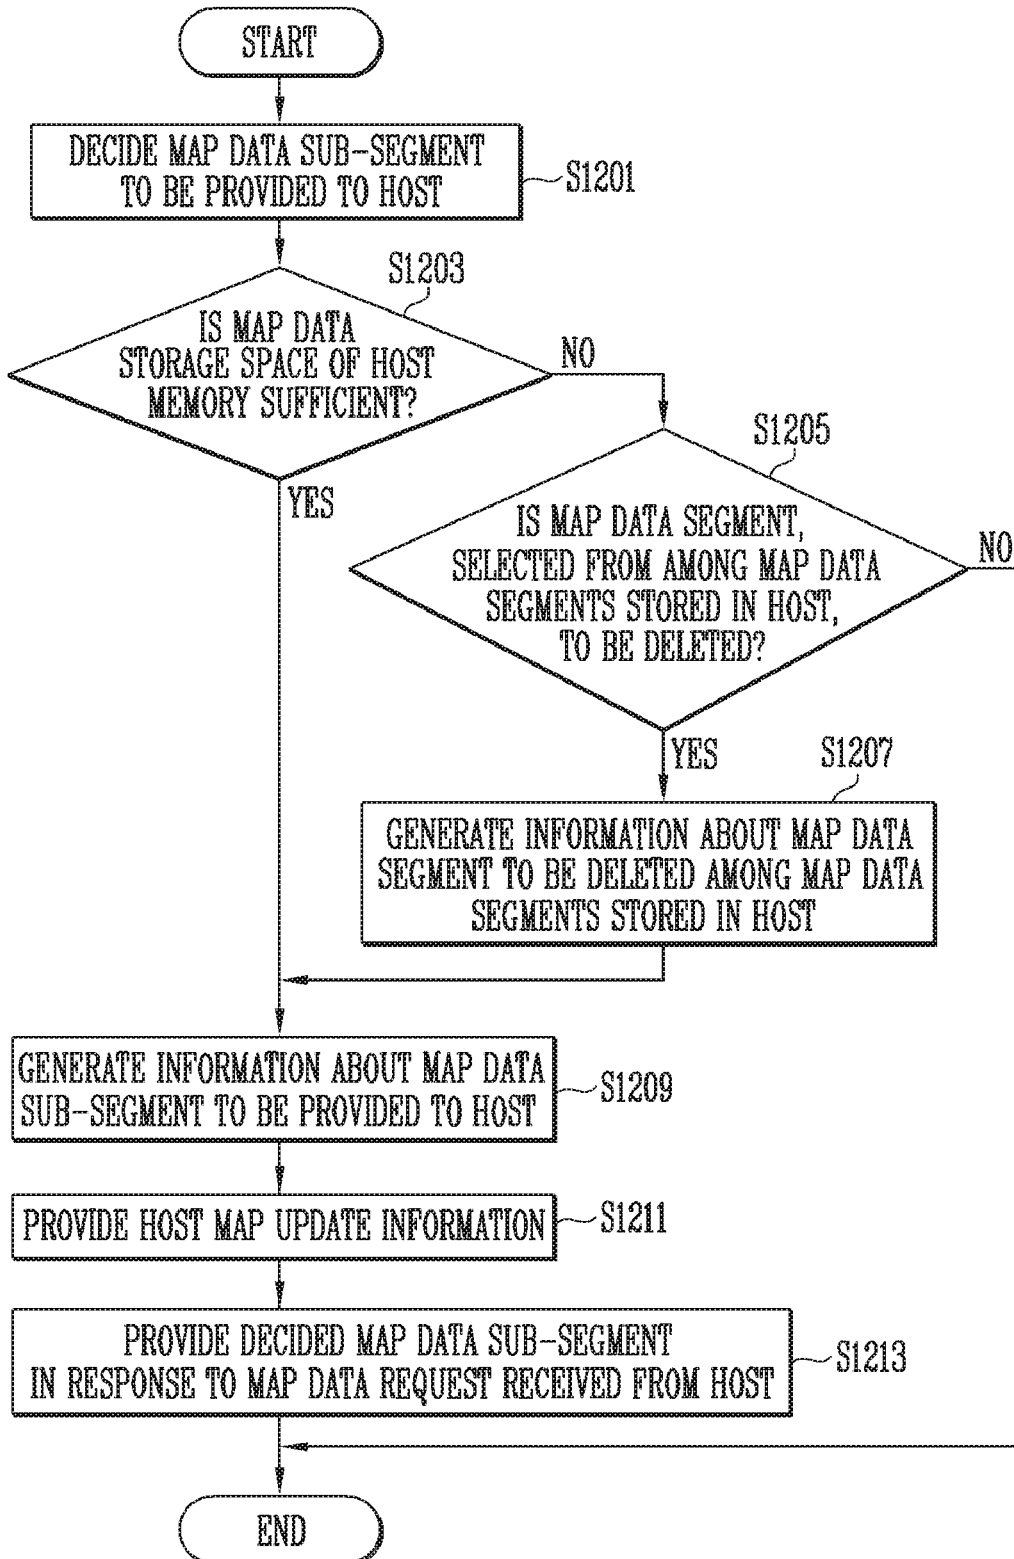 START
DECIDE MAP DATA SUB-SEGMENT
TO BE PROVIDED TO HOST
S1201
S1203
IS MAP DATA
STORAGE SPACE OF HOST
MEMORY SUFFICIENT?
NO
YES
S1205
IS MAP DATA SEGMENT,
SELECTED FROM AMONG MAP DATA
SEGMENTS STORED IN HOST,
TO BE DELETED?
NO
YES
S1207
GENERATE INFORMATION ABOUT MAP DATA
SEGMENT TO BE DELETED AMONG MAP DATA
SEGMENTS STORED IN HOST
GENERATE INFORMATION ABOUT MAP DATA
SUB-SEGMENT TO BE PROVIDED TO HOST
S1209
PROVIDE HOST MAP UPDATE INFORMATION
S1211
PROVIDE DECIDED MAP DATA SUB-SEGMENT
IN RESPONSE TO MAP DATA REQUEST RECEIVED FROM HOST
S1213
END